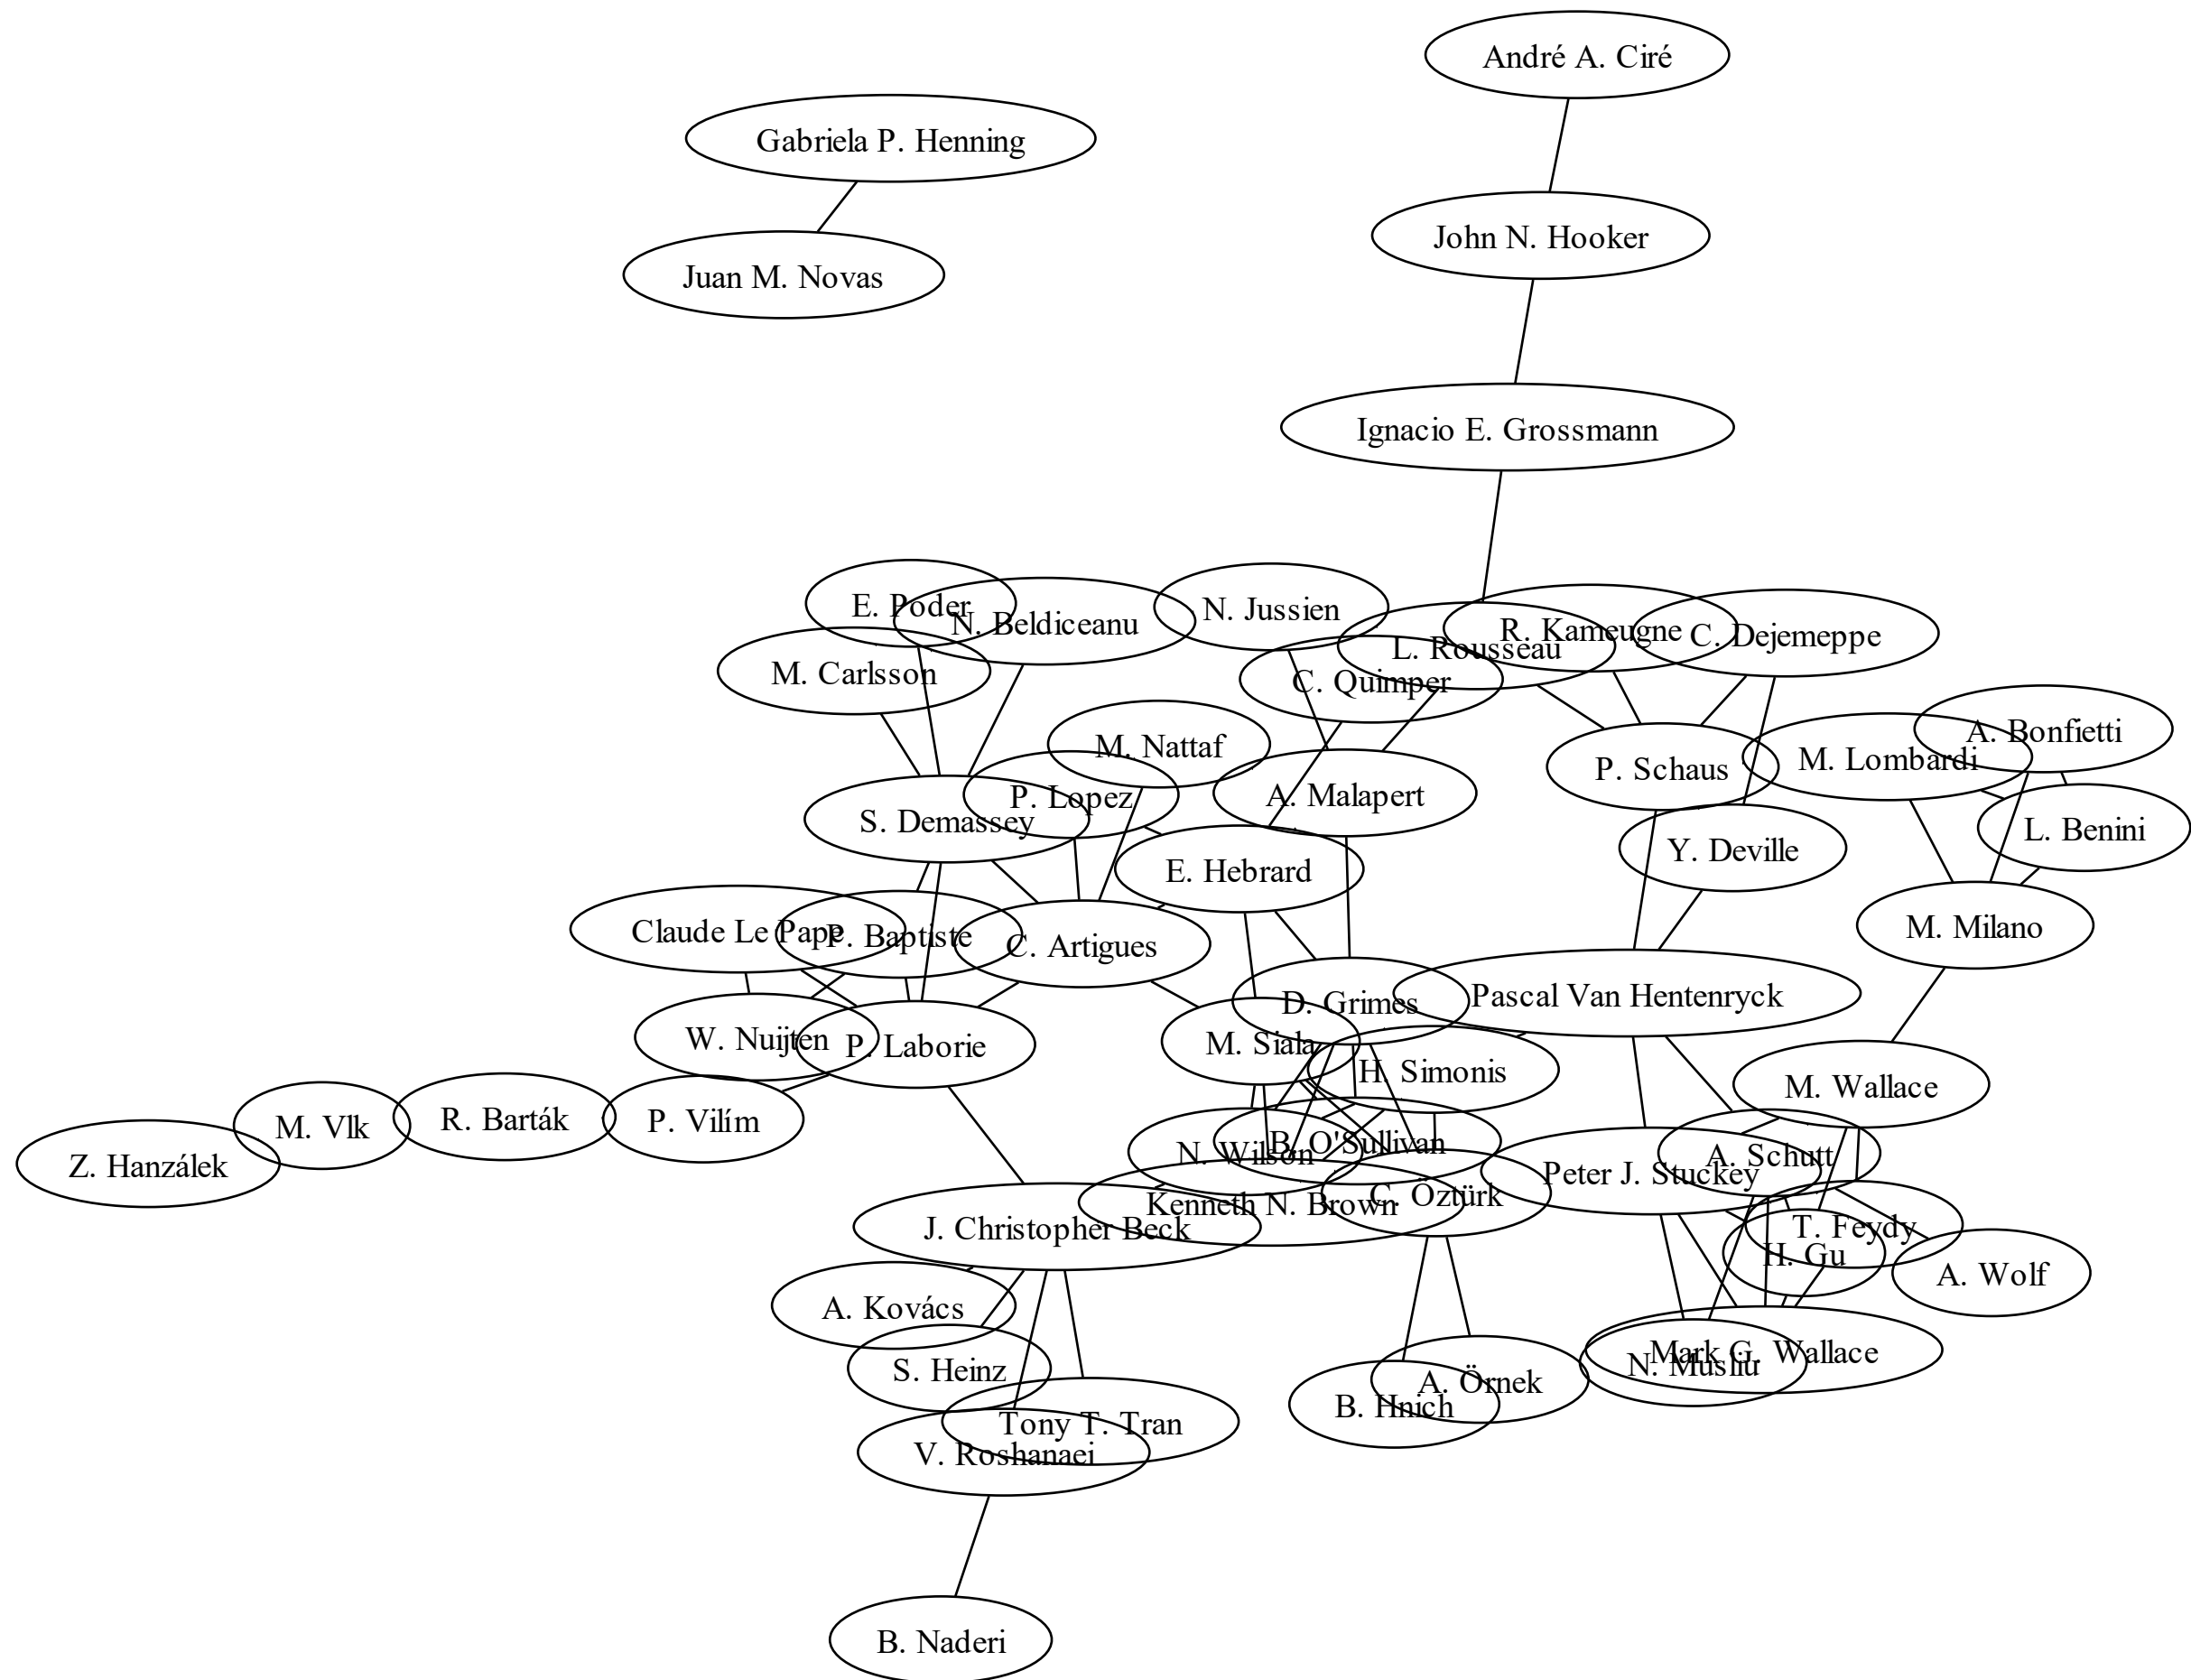 André A. Ciré
Gabriela P. Henning
John N. Hooker
Juan M. Novas
Ignacio E. Grossmann
E. Poder
N. Jussien
N. Beldiceanu
R. Kameugne
C. Dejemeppe
L. Rousseau
M. Carlsson
C. Quimper
A. Bonfietti
M. Nattaf
M. Lombardi
P. Schaus
P. Lopez
A. Malapert
S. Demassey
L. Benini
Y. Deville
E. Hebrard
M. Milano
Claude Le Pape
P. Baptiste
C. Artigues
Pascal Van Hentenryck
D. Grimes
W. Nuijten
P. Laborie
M. Siala
H. Simonis
M. Wallace
R. Barták
P. Vilím
M. Vlk
B. O'Sullivan
N. Wilson
A. Schutt
Z. Hanzálek
Peter J. Stuckey
C. Öztürk
Kenneth N. Brown
J. Christopher Beck
T. Feydy
H. Gu
A. Wolf
A. Kovács
Mark G. Wallace
N. Musliu
S. Heinz
A. Örnek
B. Hnich
Tony T. Tran
V. Roshanaei
B. Naderi